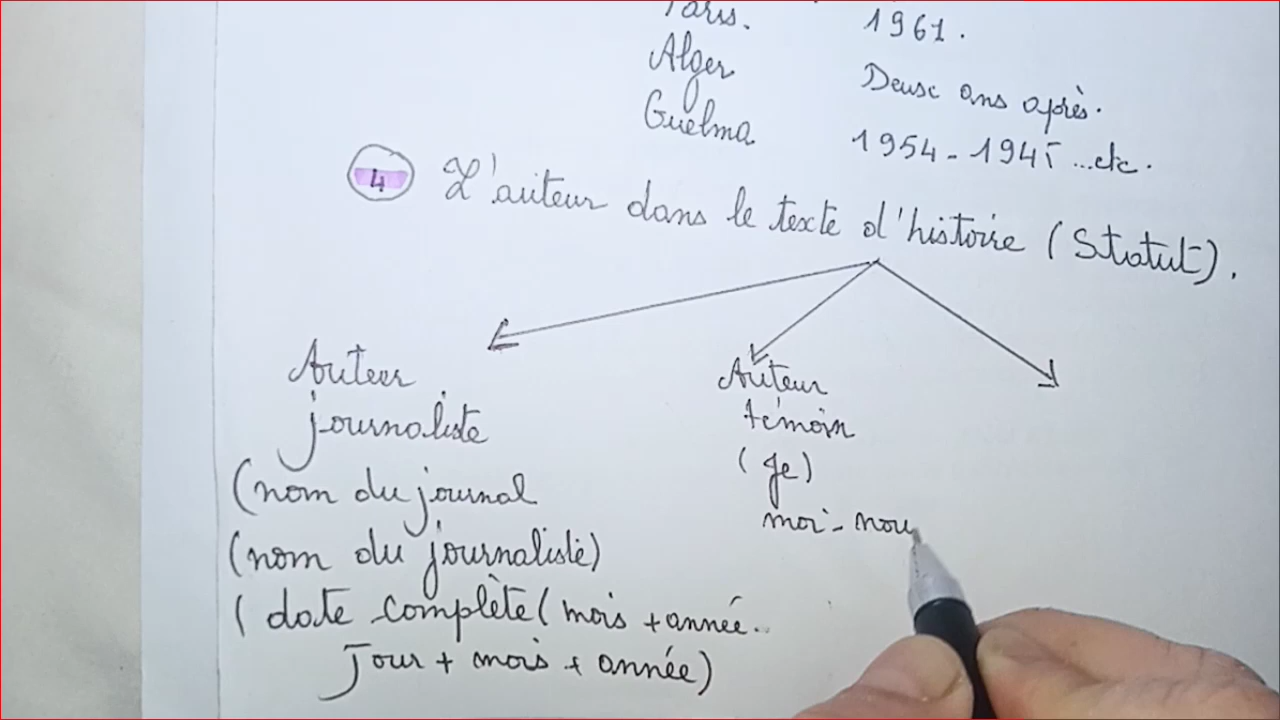 Paris. 1961.
Alger Deux ans après.
Guelma 1954 - 1945 ...etc.
4 L'auteur dans le texte d'histoire (Statut).
Auteur
journaliste
(nom du journal
(nom du journaliste)
( date complète ( mois + année.
Jour + mois + année)
Auteur
témoin
(je)
moi - nou